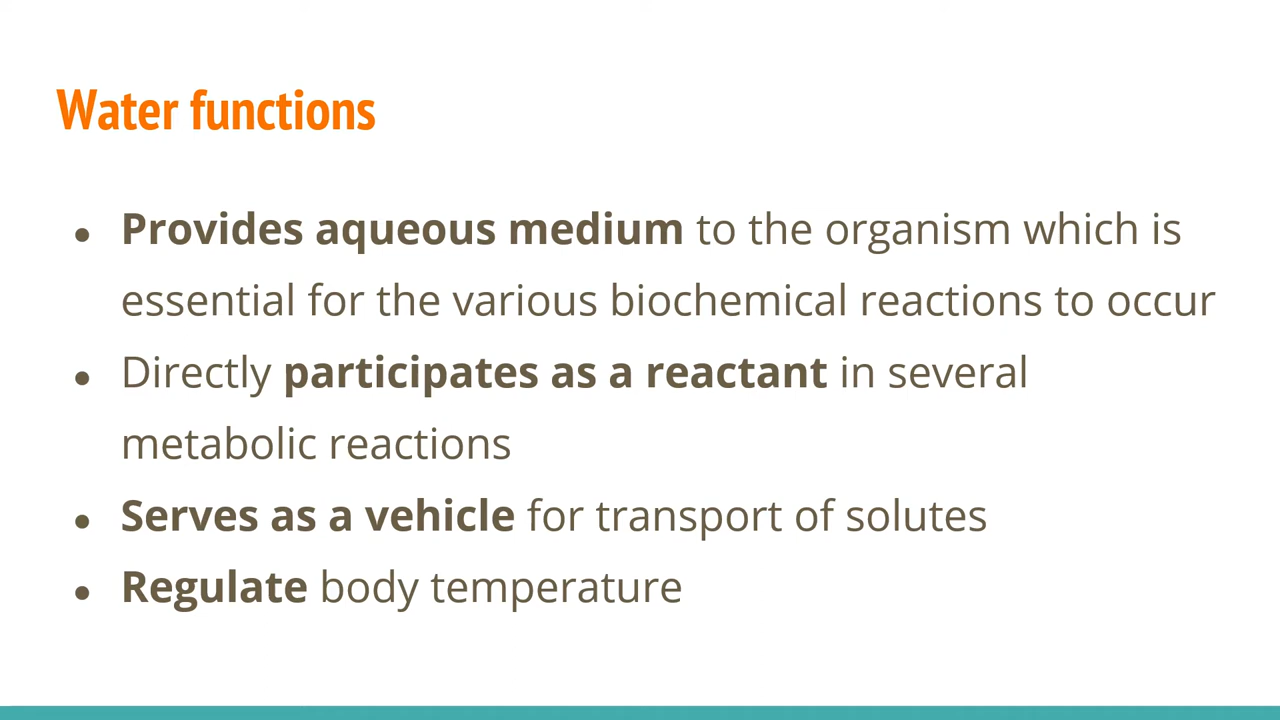 Water functions
● Provides aqueous medium to the organism which is
essential for the various biochemical reactions to occur
● Directly participates as a reactant in several
metabolic reactions
● Serves as a vehicle for transport of solutes
● Regulate body temperature